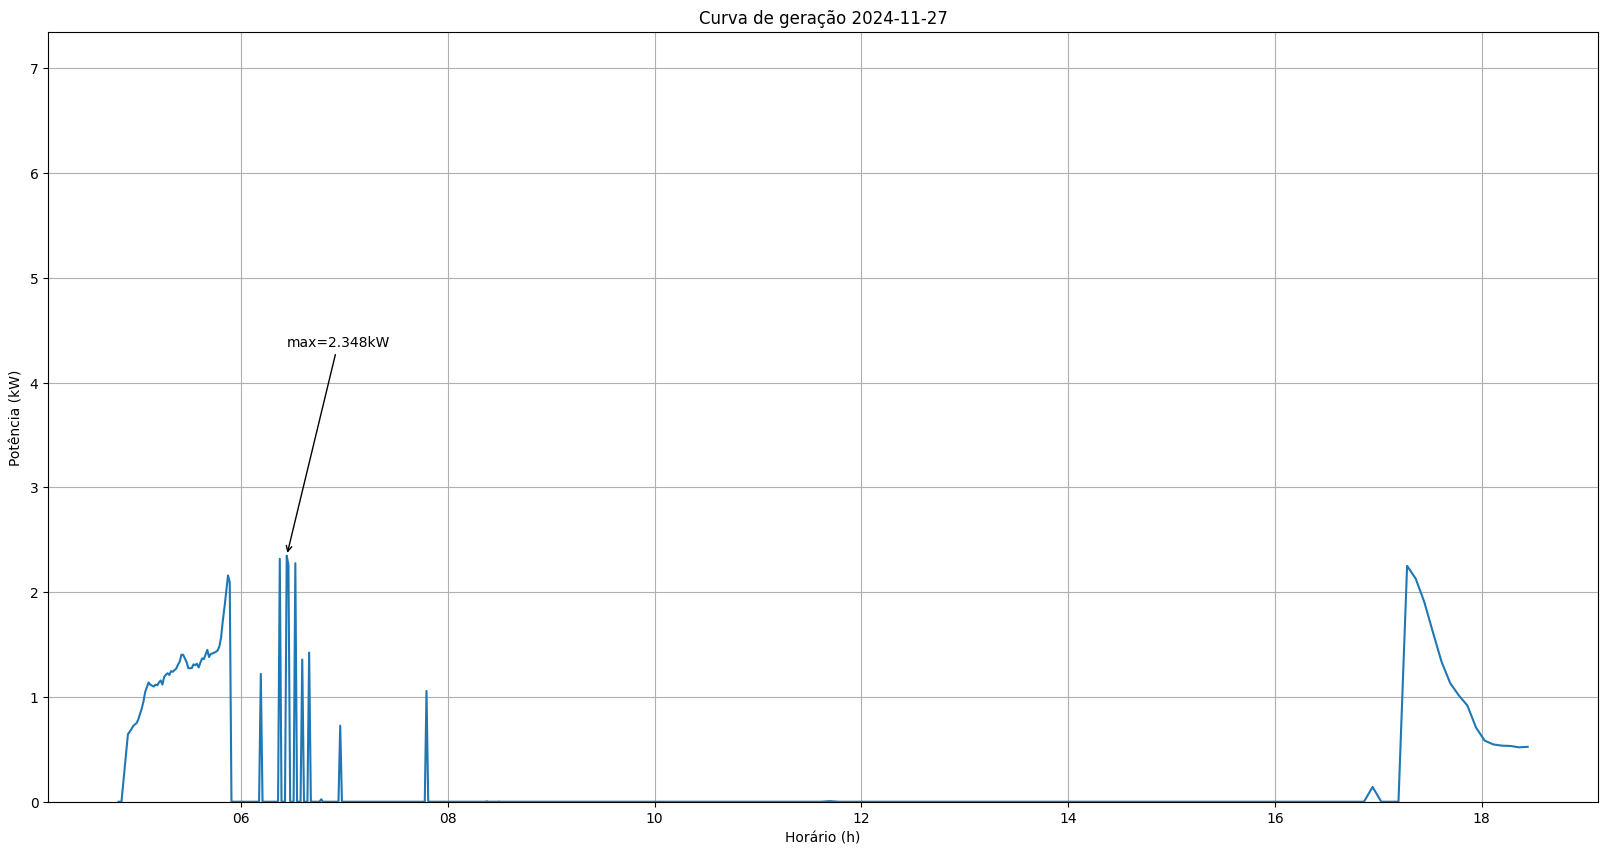 Curva de geração 2024-11-27
7
6
5
4
3
2
1
0
Potência (kW)
max=2.348kW
06 08 10 12 14 16 18
Horário (h)